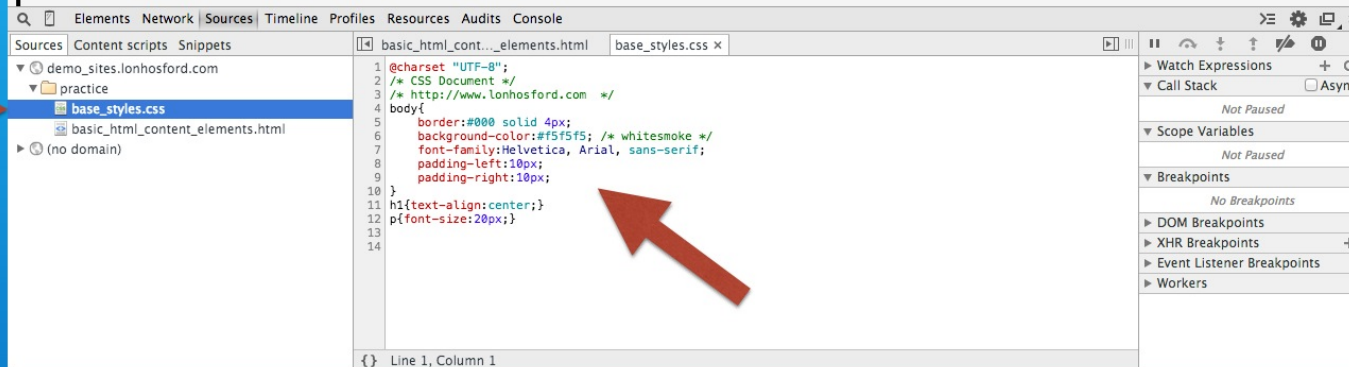 Elements Network Sources Timeline Profiles Resources Audits Console
Sources Content scripts Snippets
demo_sites.lonhosford.com
practice
base_styles.css
basic_html_content_elements.html
(no domain)
basic_html_cont..._elements.html base_styles.css ×
1 @charset "UTF-8";
2 /* CSS Document */
3 /* http://www.lonhosford.com */
4 body{
5 border:#000 solid 4px;
6 background-color:#f5f5f5; /* whitesmoke */
7 font-family:Helvetica, Arial, sans-serif;
8 padding-left:10px;
9 padding-right:10px;
10 }
11 h1{text-align:center;}
12 p{font-size:20px;}
13
14
{} Line 1, Column 1
Watch Expressions +
Call Stack Asyn
Not Paused
Scope Variables
Not Paused
Breakpoints
No Breakpoints
DOM Breakpoints
XHR Breakpoints
Event Listener Breakpoints
Workers